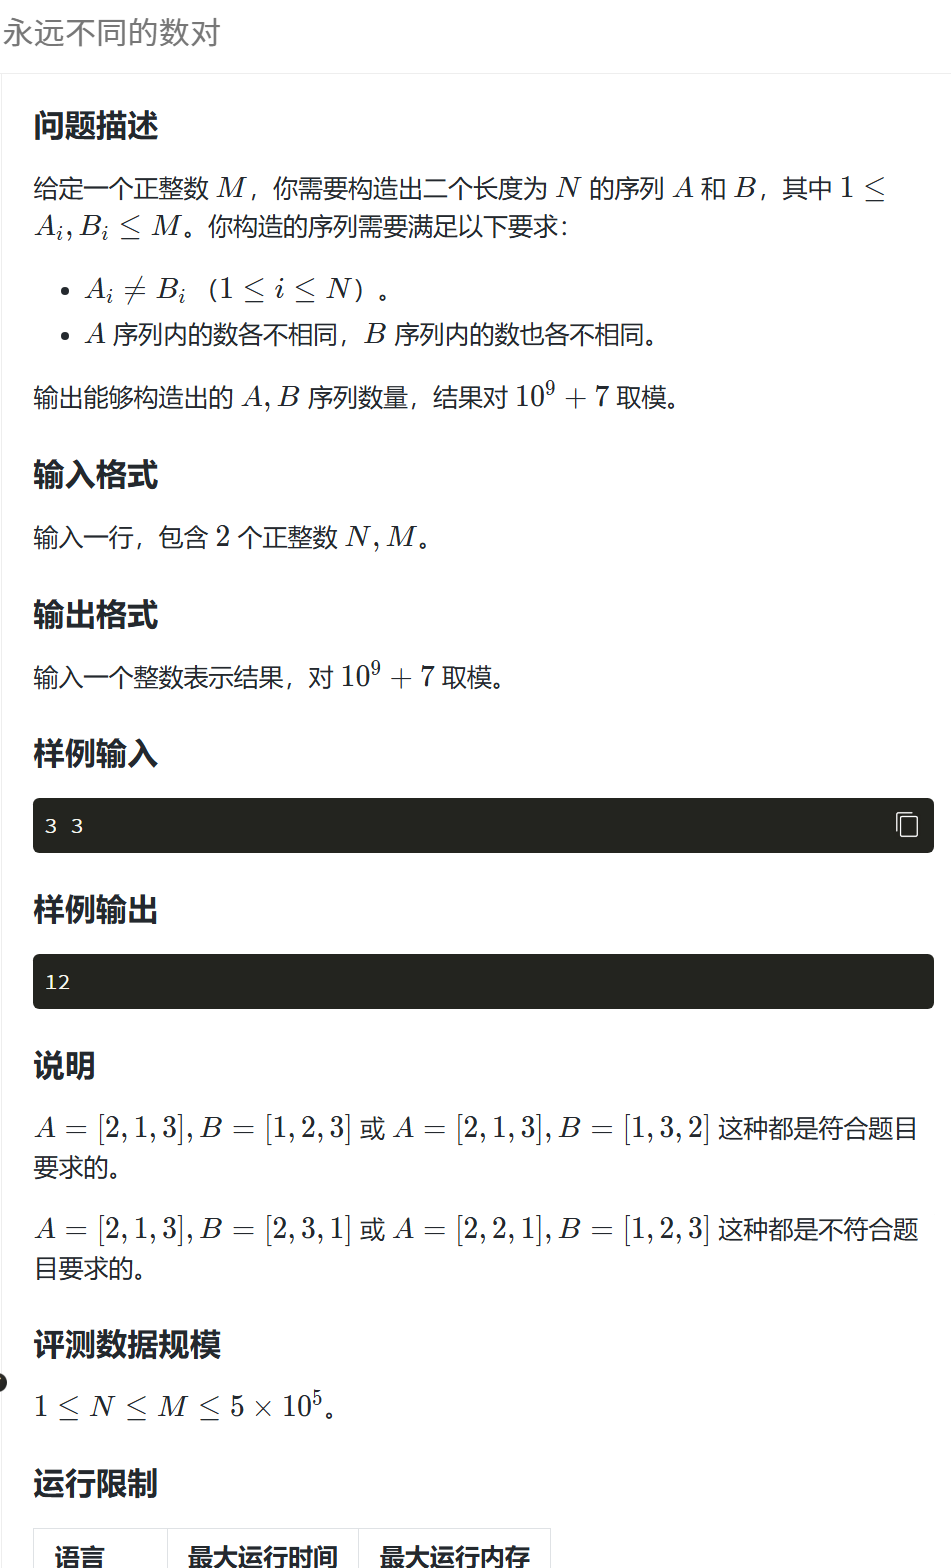 永远不同的数对
问题描述
给定一个正整数 M，你需要构造出二个长度为 N 的序列 A 和 B，其中 1 ≤
A_i, B_i ≤ M。你构造的序列需要满足以下要求：
• A_i ≠ B_i （1 ≤ i ≤ N）。
• A 序列内的数各不相同，B 序列内的数也各不相同。
输出能够构造出的 A, B 序列数量，结果对 10^9 + 7 取模。
输入格式
输入一行，包含 2 个正整数 N, M。
输出格式
输入一个整数表示结果，对 10^9 + 7 取模。
样例输入
3 3
样例输出
12
说明
A = [2, 1, 3], B = [1, 2, 3] 或 A = [2, 1, 3], B = [1, 3, 2] 这种都是符合题目
要求的。
A = [2, 1, 3], B = [2, 3, 1] 或 A = [2, 2, 1], B = [1, 2, 3] 这种都是不符合题
目要求的。
评测数据规模
1 ≤ N ≤ M ≤ 5 × 10^5。
运行限制
语言 最大运行时间 最大运行内存